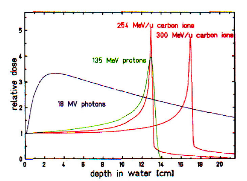 254 MeV/u carbon ions
300 MeV/u carbon ions
135 MeV protons
18 MV photons
relative dose
5
4
3
2
1
0
0 2 4 6 8 10 12 14 16 18 20
depth in water [cm]